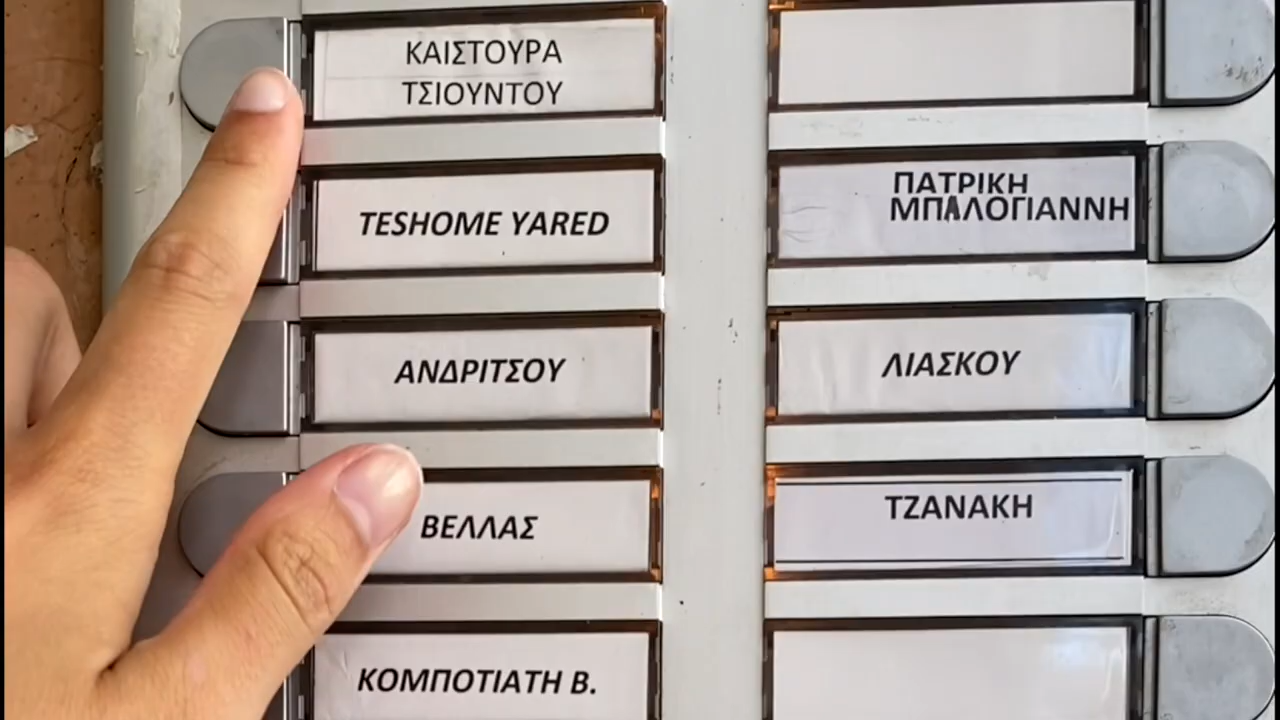 ΚΑΙΣΤΟΥΡΑ
ΤΣΙΟΥΝΤΟΥ
TESHOME YARED
ΑΝΔΡΙΤΣΟΥ
ΒΕΛΛΑΣ
ΚΟΜΠΟΤΙΑΤΗ Β.
ΠΑΤΡΙΚΗ
ΜΠΑΛΟΓΙΑΝΝΗ
ΛΙΑΣΚΟΥ
ΤΖΑΝΑΚΗ